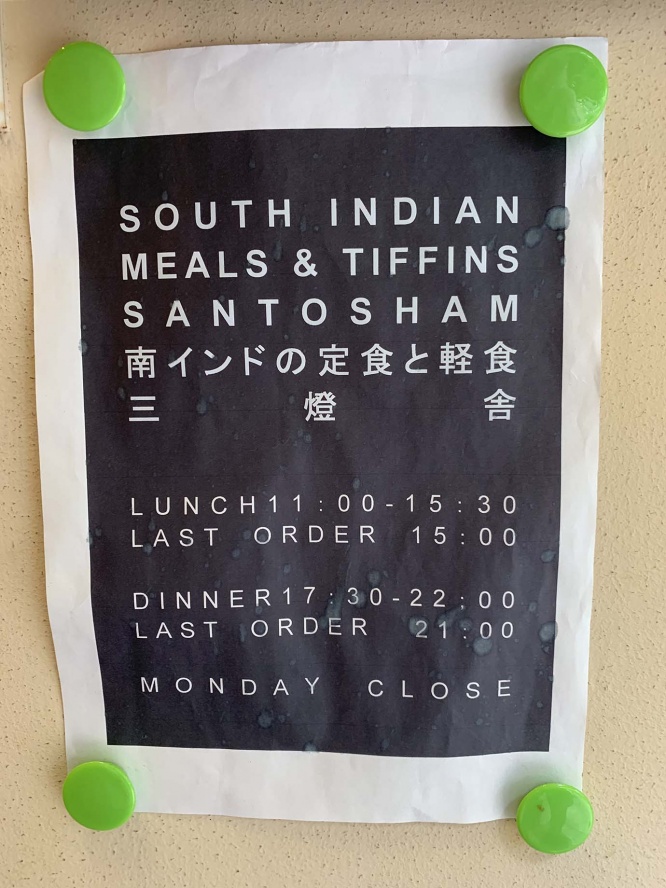 SOUTH INDIAN
MEALS & TIFFINS
SANTOSHAM
南インドの定食と軽食
三燈舎
LUNCH11:00-15:30
LAST ORDER 15:00
DINNER17:30-22:00
LAST ORDER 21:00
MONDAY CLOSE